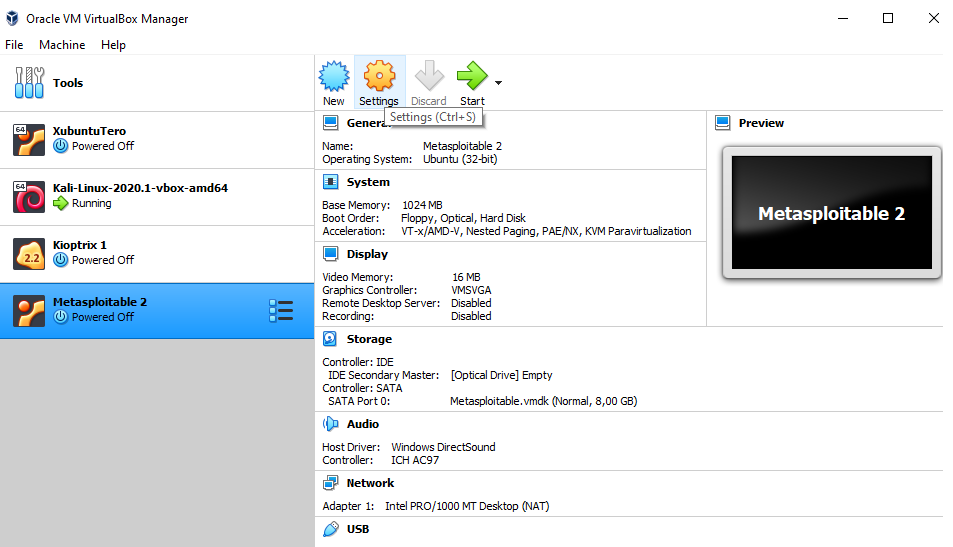 Oracle VM VirtualBox Manager
File Machine Help
Tools
64
XubuntuTero
Powered Off
64
Kali-Linux-2020.1-vbox-amd64
Running
2.2
Kioptrix 1
Powered Off
Metasploitable 2
Powered Off
New Settings Discard Start
Settings (Ctrl+S)
General
Name: Metasploitable 2
Operating System: Ubuntu (32-bit)
System
Base Memory: 1024 MB
Boot Order: Floppy, Optical, Hard Disk
Acceleration: VT-x/AMD-V, Nested Paging, PAE/NX, KVM Paravirtualization
Display
Video Memory: 16 MB
Graphics Controller: VMSVGA
Remote Desktop Server: Disabled
Recording: Disabled
Preview
Metasploitable 2
Storage
Controller: IDE
IDE Secondary Master: [Optical Drive] Empty
Controller: SATA
SATA Port 0: Metasploitable.vmdk (Normal, 8,00 GB)
Audio
Host Driver: Windows DirectSound
Controller: ICH AC97
Network
Adapter 1: Intel PRO/1000 MT Desktop (NAT)
USB